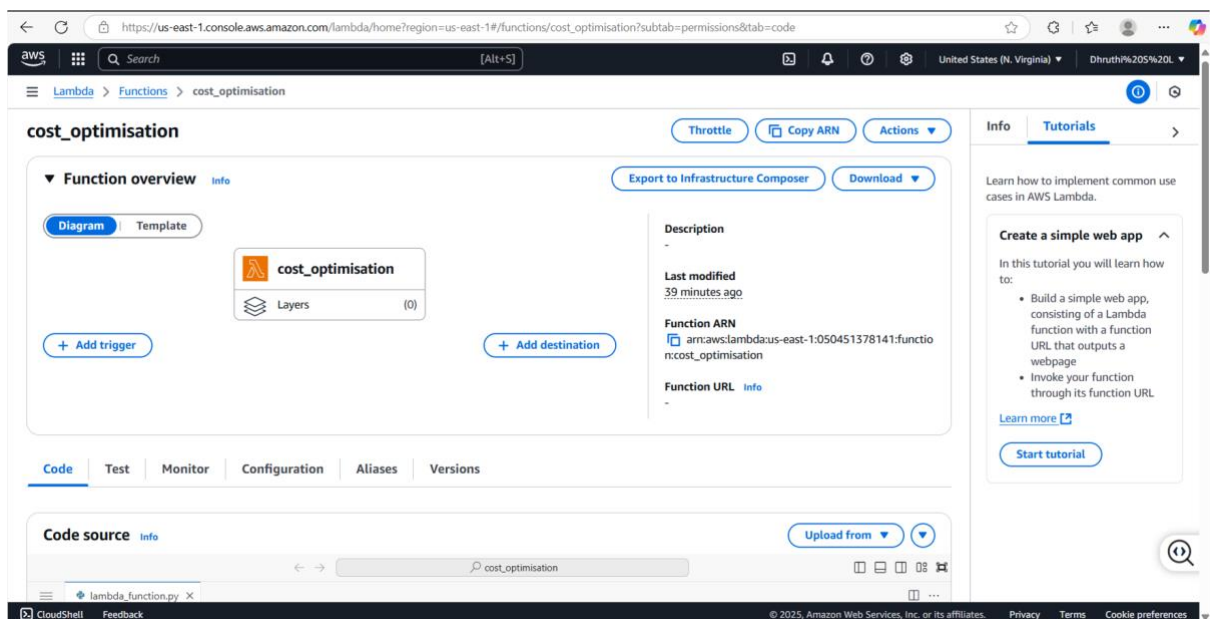 https://us-east-1.console.aws.amazon.com/lambda/home?region=us-east-1#/functions/cost_optimisation?subtab=permissions&tab=code
aws
Search
[Alt+S]
United States (N. Virginia)
Dhruthi%20S%20L
Lambda > Functions > cost_optimisation
cost_optimisation
Throttle
Copy ARN
Actions
Function overview Info
Export to Infrastructure Composer
Download
Diagram
Template
cost_optimisation
Layers (0)
+ Add trigger
+ Add destination
Description
-
Last modified
39 minutes ago
Function ARN
arn:aws:lambda:us-east-1:050451378141:functio
n:cost_optimisation
Function URL Info
-
Code
Test
Monitor
Configuration
Aliases
Versions
Code source Info
Upload from
cost_optimisation
lambda_function.py
Info
Tutorials
Learn how to implement common use
cases in AWS Lambda.
Create a simple web app
In this tutorial you will learn how
to:
• Build a simple web app,
consisting of a Lambda
function with a function
URL that outputs a
webpage
• Invoke your function
through its function URL
Learn more
Start tutorial
CloudShell
Feedback
© 2025, Amazon Web Services, Inc. or its affiliates.
Privacy
Terms
Cookie preferences